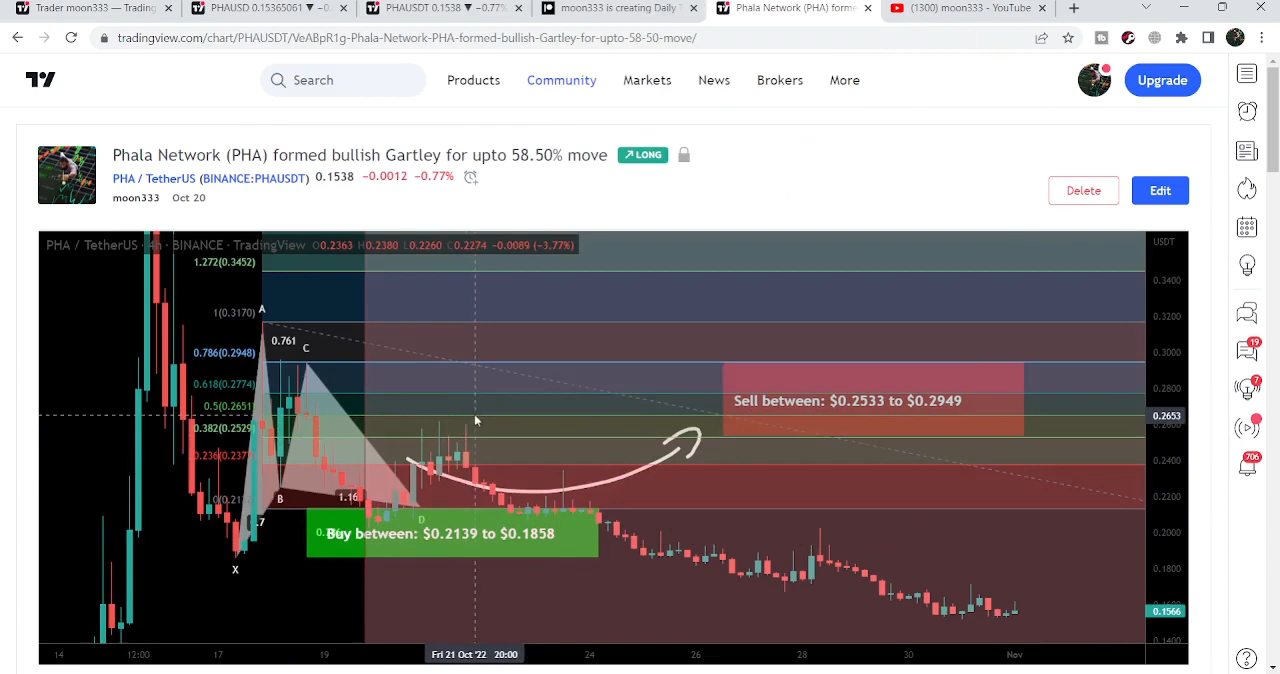 Trader moon333 — Trading
PHAUSD 0.15365061 ▼ −0.
PHAUSDT 0.1538 ▼ −0.77%
moon333 is creating Daily T
Phala Network (PHA) forme
(1300) moon333 - YouTube
tradingview.com/chart/PHAUSDT/VeABpR1g-Phala-Network-PHA-formed-bullish-Gartley-for-upto-58-50-move/
Search
Products
Community
Markets
News
Brokers
More
Upgrade
Phala Network (PHA) formed bullish Gartley for upto 58.50% move
LONG
PHA / TetherUS (BINANCE:PHAUSDT) 0.1538 −0.0012 −0.77%
moon333 Oct 20
Delete
Edit
PHA / TetherUS · 4h · BINANCE · TradingView O0.2363 H0.2380 L0.2260 C0.2274 −0.0089 (−3.77%)
USDT
1.272(0.3452)
1(0.3170)
0.786(0.2948)
0.618(0.2774)
0.5(0.2651)
0.382(0.2529)
A
0.761
C
B
1.16
D
X
Sell between: $0.2533 to $0.2949
Buy between: $0.2139 to $0.1858
0.3400
0.3200
0.3000
0.2800
0.2653
0.2400
0.2200
0.2000
0.1800
0.1566
0.1400
14
12:00
17
19
Fri 21 Oct '22 20:00
24
26
28
30
Nov
19
7
706